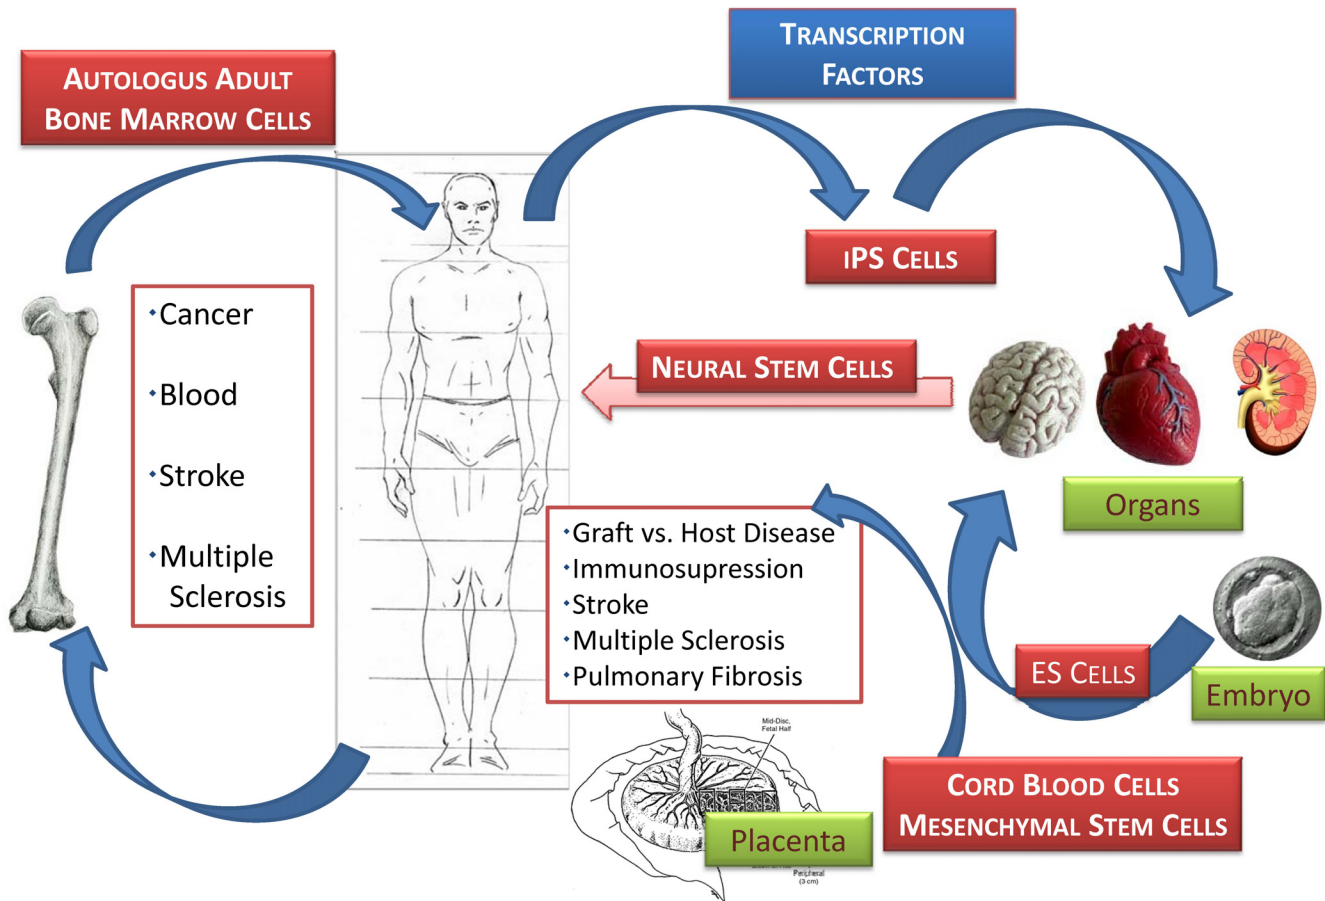 AUTOLOGUS ADULT
BONE MARROW CELLS
TRANSCRIPTION
FACTORS
IPS CELLS
NEURAL STEM CELLS
·Cancer
·Blood
·Stroke
·Multiple
Sclerosis
Organs
·Graft vs. Host Disease
·Immunosupression
·Stroke
·Multiple Sclerosis
·Pulmonary Fibrosis
ES CELLS
Embryo
Mid-Disc,
Fetal Half
CORD BLOOD CELLS
MESENCHYMAL STEM CELLS
Placenta
Peripheral
(3 cm)